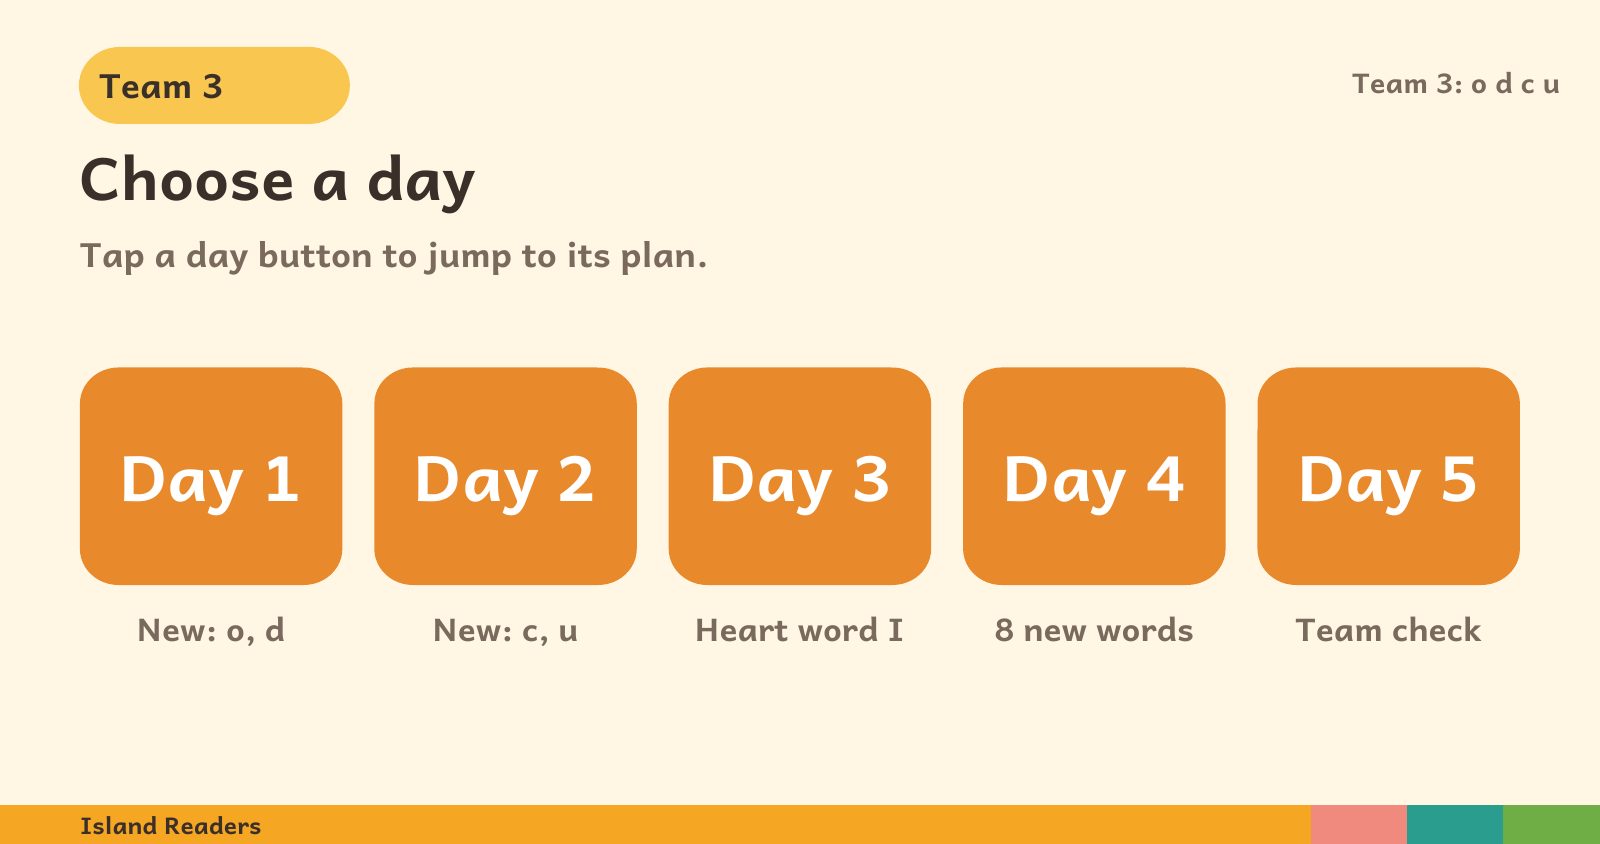 Team 3
Team 3: o d c u
Choose a day
Tap a day button to jump to its plan.
Day 1
Day 2
Day 3
Day 4
Day 5
New: o, d
New: c, u
Heart word I
8 new words
Team check
Island Readers